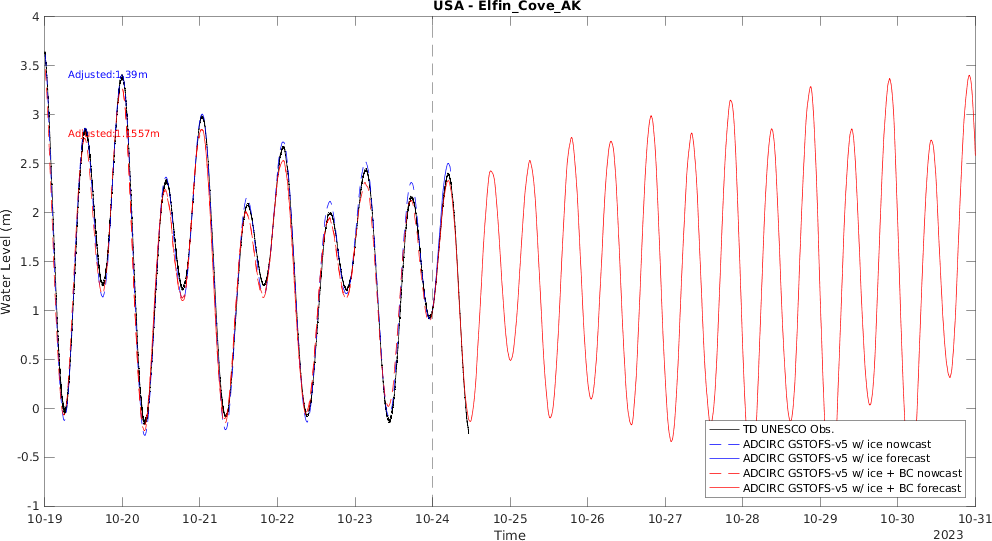 USA - Elfin_Cove_AK
Water Level (m)
4
3.5
3
2.5
2
1.5
1
0.5
0
-0.5
-1
Adjusted:1.39m
Adjusted:1.1557m
TD UNESCO Obs.
ADCIRC GSTOFS-v5 w/ ice nowcast
ADCIRC GSTOFS-v5 w/ ice forecast
ADCIRC GSTOFS-v5 w/ ice + BC nowcast
ADCIRC GSTOFS-v5 w/ ice + BC forecast
10-19 10-20 10-21 10-22 10-23 10-24 10-25 10-26 10-27 10-28 10-29 10-30 10-31
Time
2023